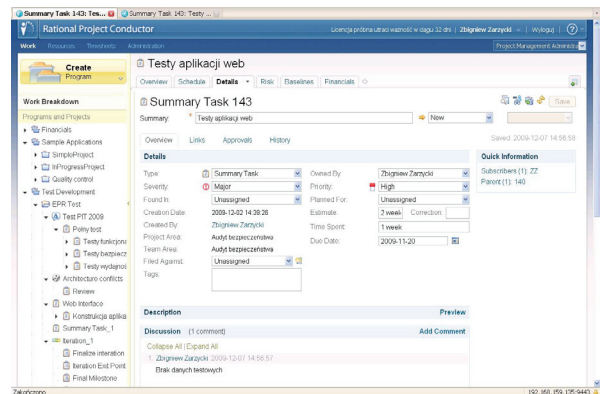 Summary Task 143: Tes...
Summary Task 143: Testy ...
Rational Project Conductor
Licencja próbna utraci ważność w ciągu 32 dni | Zbigniew Zarzycki | Wyloguj
Work Resources Timesheets Administration
Project Management Administra
Create
Program
Testy aplikacji web
Overview Schedule Details Risk Baselines Financials
Work Breakdown
Programs and Projects
Financials
Sample Applications
SimpleProject
InProgressProject
Quality control
Test Development
EPR Test
Test PIT 2009
Pełny test
Testy funkcjona
Testy bezpiecz
Testy wydajnoś
Architecture conflicts
Review
Web Interface
Konstrukcja aplika
Summary Task_1
Iteration_1
Finalize interation
Iteration Exit Point
Final Milestone
Summary Task 143
Save
Summary: * Testy aplikacji web
Now
Overview Links Approvals History
Saved 2009-12-07 14:56:58
Details
Type: Summary Task
Owned By: Zbigniew Zarzycki
Severity: Major
Priority: High
Found In: Unassigned
Planned For: Unassigned
Creation Date: 2009-12-02 14:39:26
Estimate: 2 week Correction:
Created By: Zbigniew Zarzycki
Time Spent: 1 week
Project Area: Audyt bezpieczeństwa
Due Date: 2009-11-20
Team Area: Audyt bezpieczeństwa
Filed Against: Unassigned
Tags:
Quick Information
Subscribers (1): ZZ
Parent (1): 140
Description Preview
Discussion (1 comment) Add Comment
Collapse All | Expand All
1. Zbigniew Zarzycki 2009-12-07 14:56:57
Brak danych testowych
Zakończono
192.168.159.135:9443